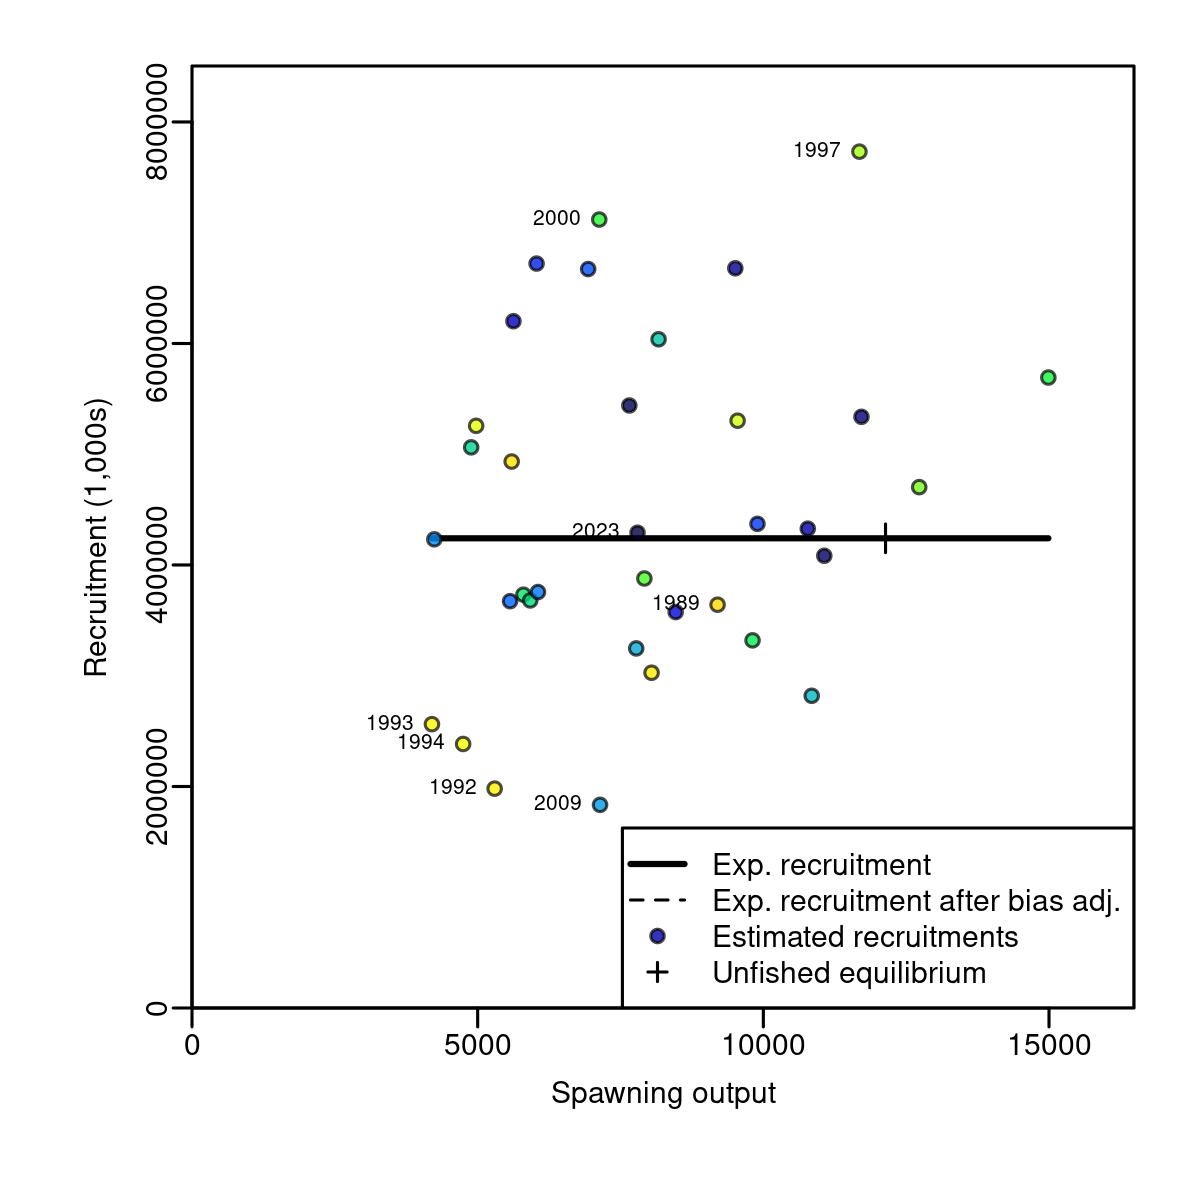 8000000
6000000
4000000
2000000
0
Recruitment (1,000s)
1997
2000
2023
1989
1993
1994
1992
2009
Exp. recruitment
Exp. recruitment after bias adj.
Estimated recruitments
Unfished equilibrium
0 5000 10000 15000
Spawning output